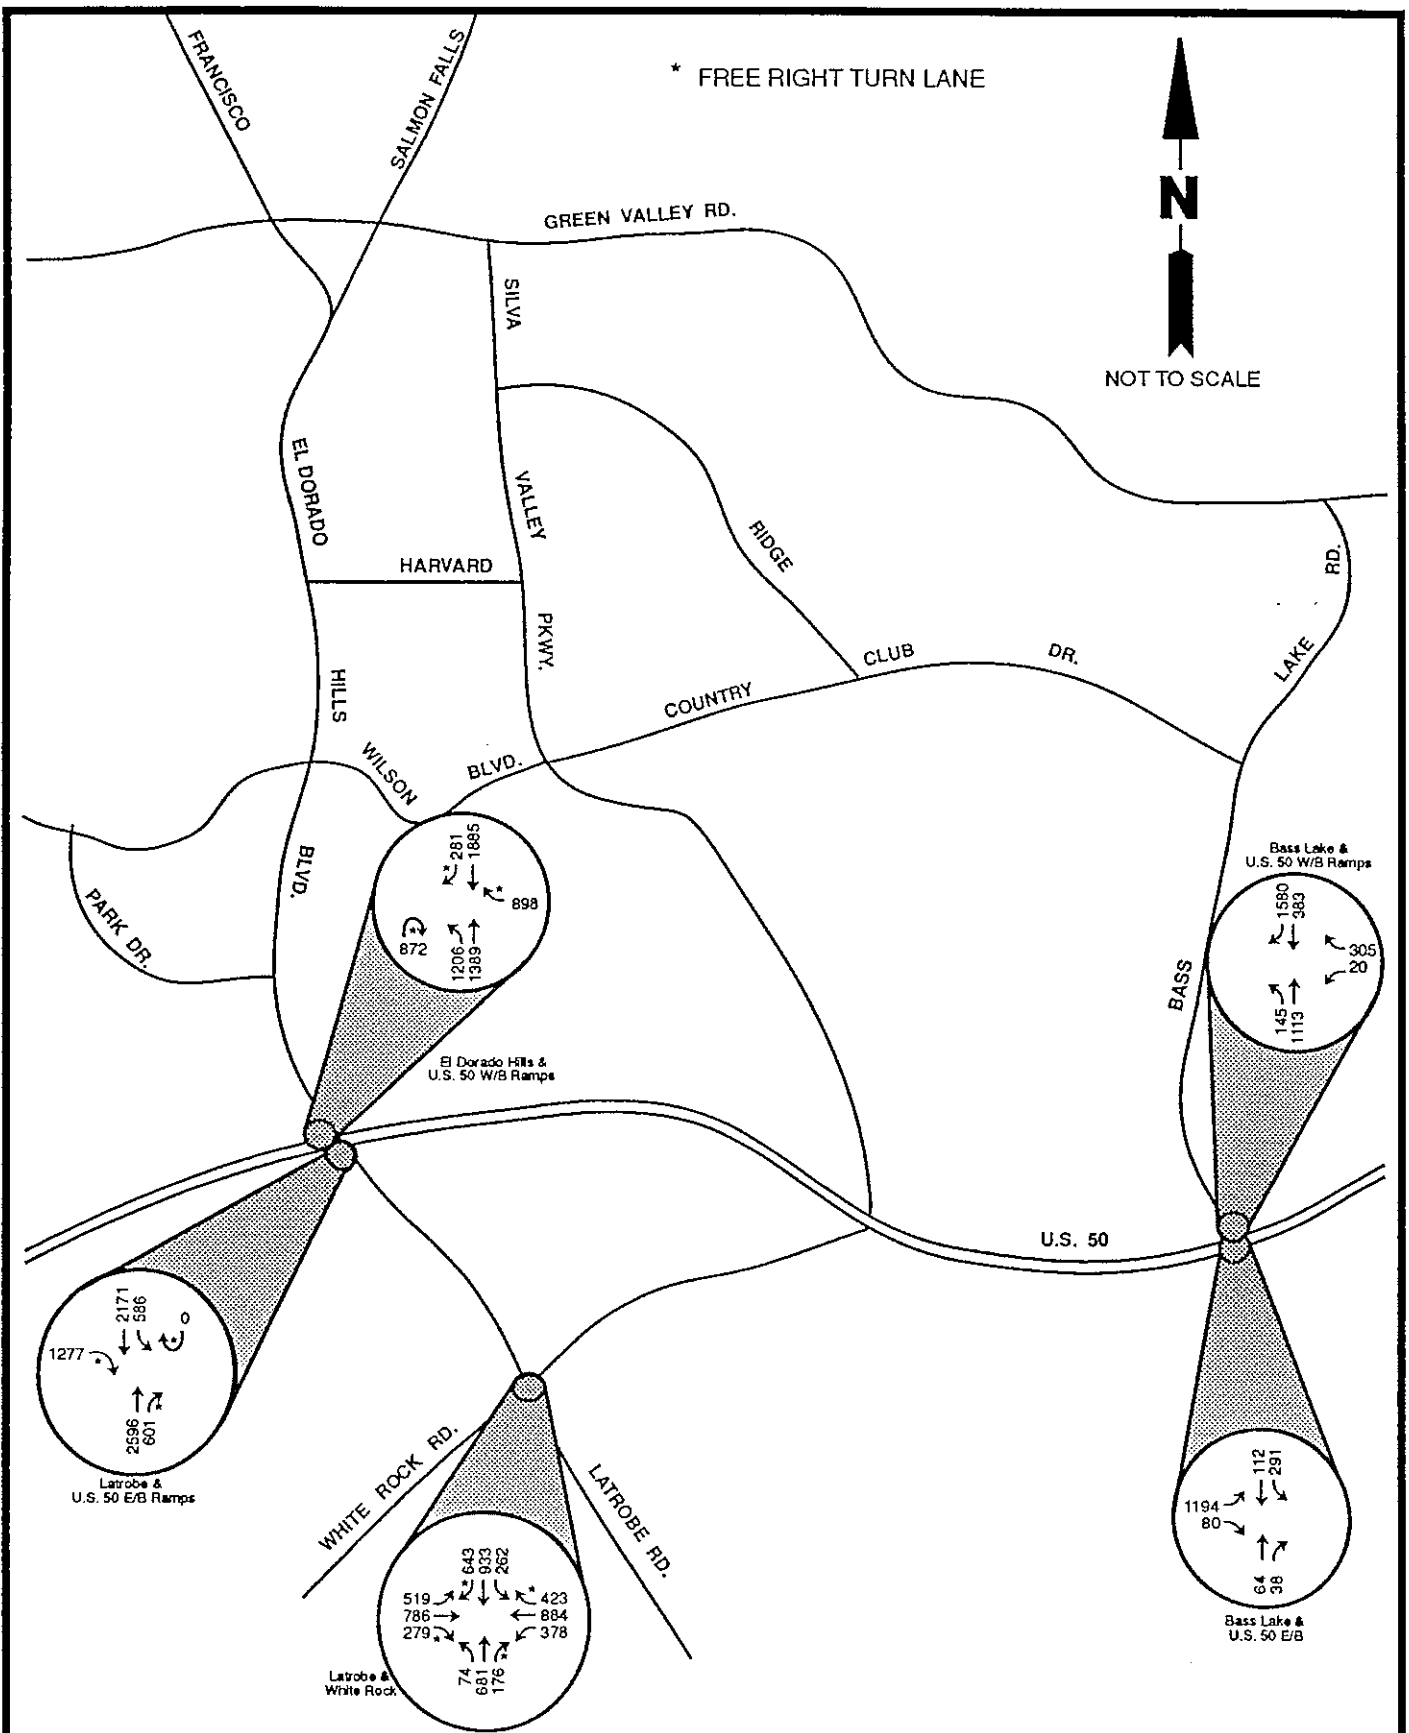 FRANCISCO
SALMON FALLS
* FREE RIGHT TURN LANE
N
NOT TO SCALE
GREEN VALLEY RD.
SILVA
VALLEY
PKWY.
EL DORADO
HILLS
BLVD.
HARVARD
RIDGE
COUNTRY
CLUB
DR.
BASS
LAKE
RD.
WILSON
BLVD.
PARK DR.
281
1885
* *
898
*
872
1206
1389
El Dorado Hills &
U.S. 50 W/B Ramps
Bass Lake &
U.S. 50 W/B Ramps
1580
383
305
20
145
1113
U.S. 50
2171
586
0
*
1277
*
2596
601
*
Latrobe &
U.S. 50 E/B Ramps
WHITE ROCK RD.
LATROBE RD.
643
933
262
* *
519
786
279
423
884
378
* *
74
681
176
Latrobe &
White Rock
112
291
1194
80
64
38
Bass Lake &
U.S. 50 E/B